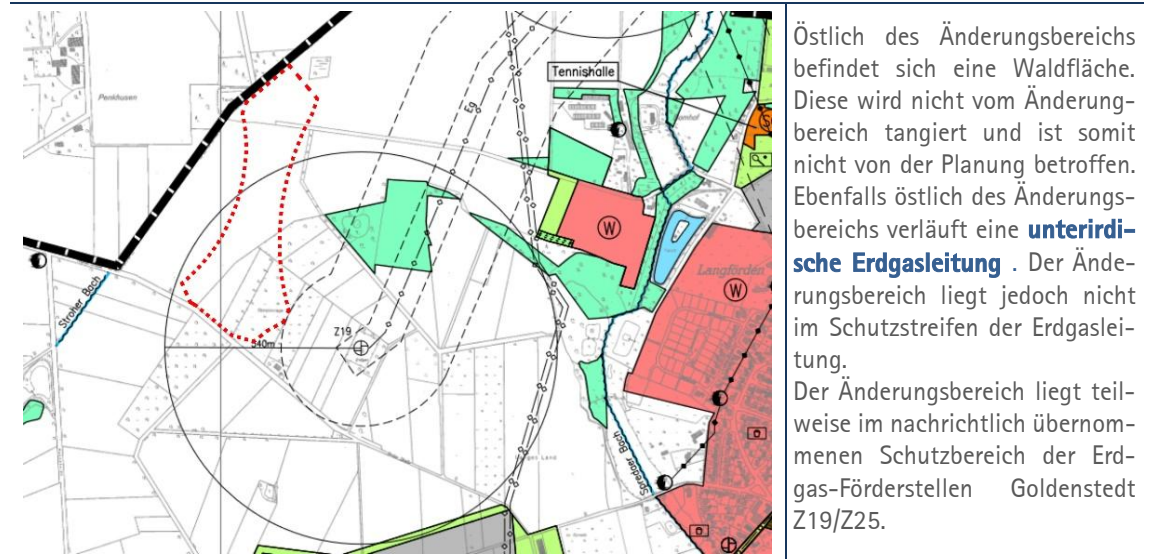 Penkhusen
Tennishalle
Eg
W
Langförden
W
Stroher Bach
Z19
340m
Spredaer Bach
Östlich des Änderungsbereichs
befindet sich eine Waldfläche.
Diese wird nicht vom Änderung-
bereich tangiert und ist somit
nicht von der Planung betroffen.
Ebenfalls östlich des Änderungs-
bereichs verläuft eine unterirdi-
sche Erdgasleitung . Der Ände-
rungsbereich liegt jedoch nicht
im Schutzstreifen der Erdgaslei-
tung.
Der Änderungsbereich liegt teil-
weise im nachrichtlich übernom-
menen Schutzbereich der Erd-
gas-Förderstellen Goldenstedt
Z19/Z25.